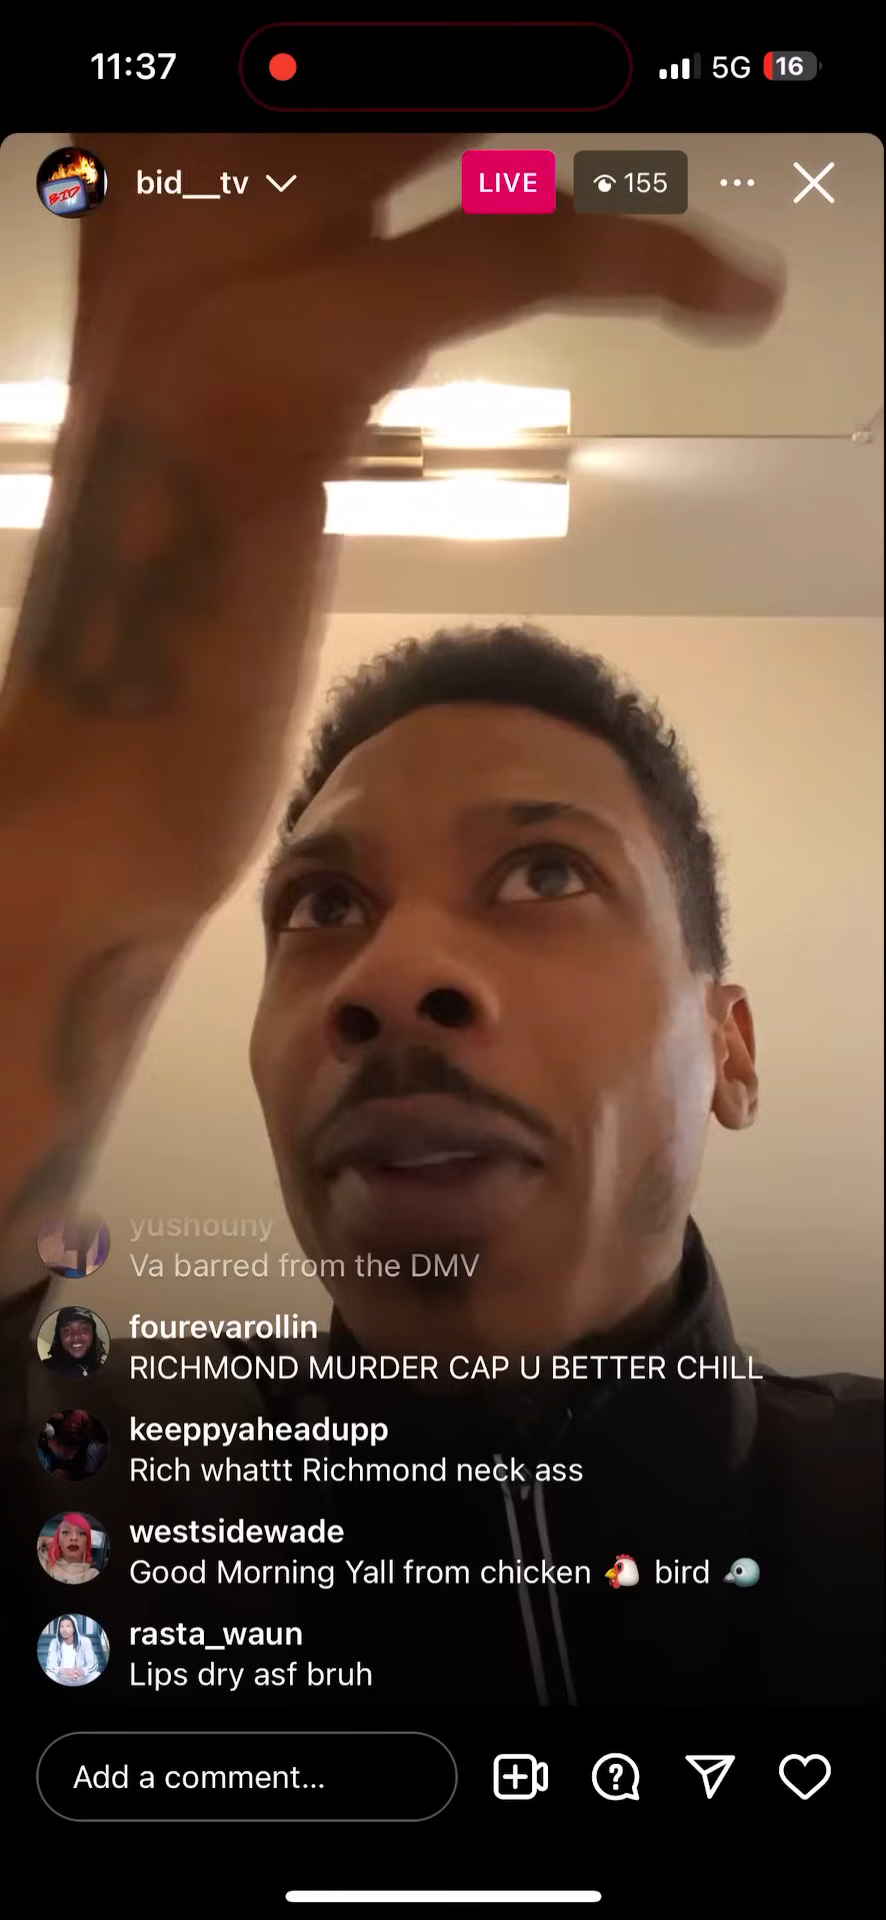 11:37
5G
16
BID
bid__tv
LIVE
155
yushouny
Va barred from the DMV
fourevarollin
RICHMOND MURDER CAP U BETTER CHILL
keeppyaheadupp
Rich whattt Richmond neck ass
westsidewade
Good Morning Yall from chicken 🐔 bird 🐦
rasta_waun
Lips dry asf bruh
Add a comment...